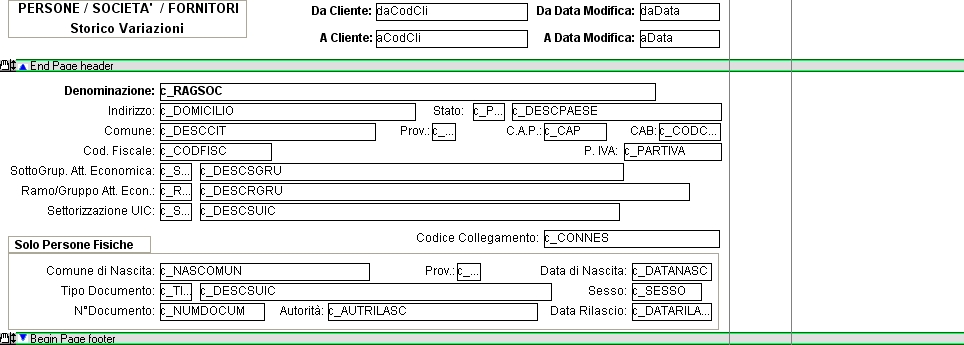 PERSONE / SOCIETA' / FORNITORI
Storico Variazioni
Da Cliente: daCodCli Da Data Modifica: daData
A Cliente: aCodCli A Data Modifica: aData
End Page header
Denominazione: c_RAGSOC
Indirizzo: c_DOMICILIO Stato: c_P... c_DESCPAESE
Comune: c_DESCCIT Prov.: c_... C.A.P.: c_CAP CAB: c_CODC...
Cod. Fiscale: c_CODFISC P. IVA: c_PARTIVA
SottoGrup. Att. Economica: c_S... c_DESCSGRU
Ramo/Gruppo Att. Econ.: c_R... c_DESCRGRU
Settorizzazione UIC: c_S... c_DESCSUIC
Codice Collegamento: c_CONNES
Solo Persone Fisiche
Comune di Nascita: c_NASCOMUN Prov.: c_... Data di Nascita: c_DATANASC
Tipo Documento: c_TI... c_DESCSUIC Sesso: c_SESSO
N°Documento: c_NUMDOCUM Autorità: c_AUTRILASC Data Rilascio: c_DATARILA...
Begin Page footer